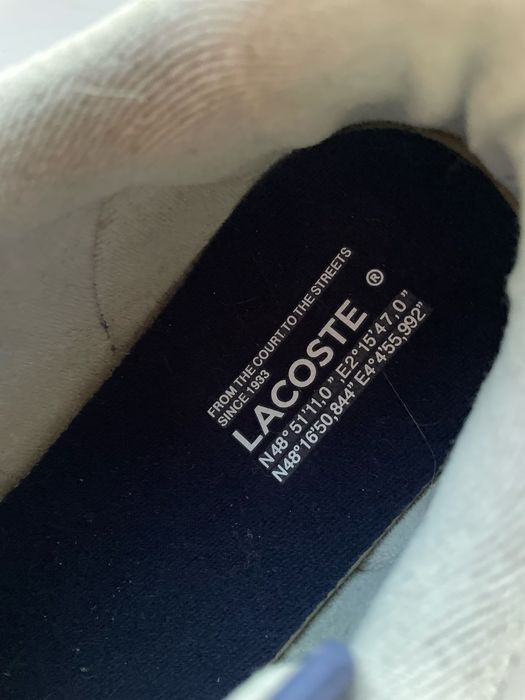 FROM THE COURT TO THE STREETS
SINCE 1933
LACOSTE ®
N48°51'11,0",E2°15'47,0"
N48°16'50,844" E4°4'55,992"